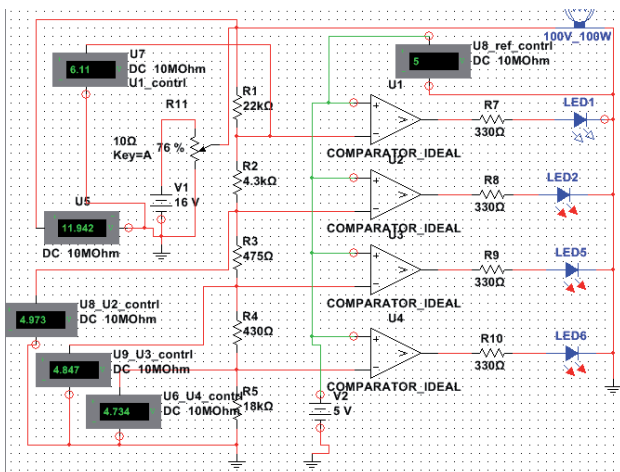 100V_100W
U7
DC 10MOhm
U1_contrl
6.11
U8_ref_contrl
DC 10MOhm
5
U1
R11
R1
22kΩ
R7
330Ω
LED1
10Ω
Key=A
76 %
COMPARATOR_IDEAL
U2
R2
4.3kΩ
V1
16 V
R8
330Ω
LED2
U5
11.942
DC 10MOhm
COMPARATOR_IDEAL
U3
R3
475Ω
R9
330Ω
LED5
U8_U2_contrl
DC 10MOhm
4.973
COMPARATOR_IDEAL
U4
R4
430Ω
R10
330Ω
LED6
U9_U3_contrl
DC 10MOhm
4.847
COMPARATOR_IDEAL
U6_U4_contrl
DC 10MOhm
4.734
R5
18kΩ
V2
5 V